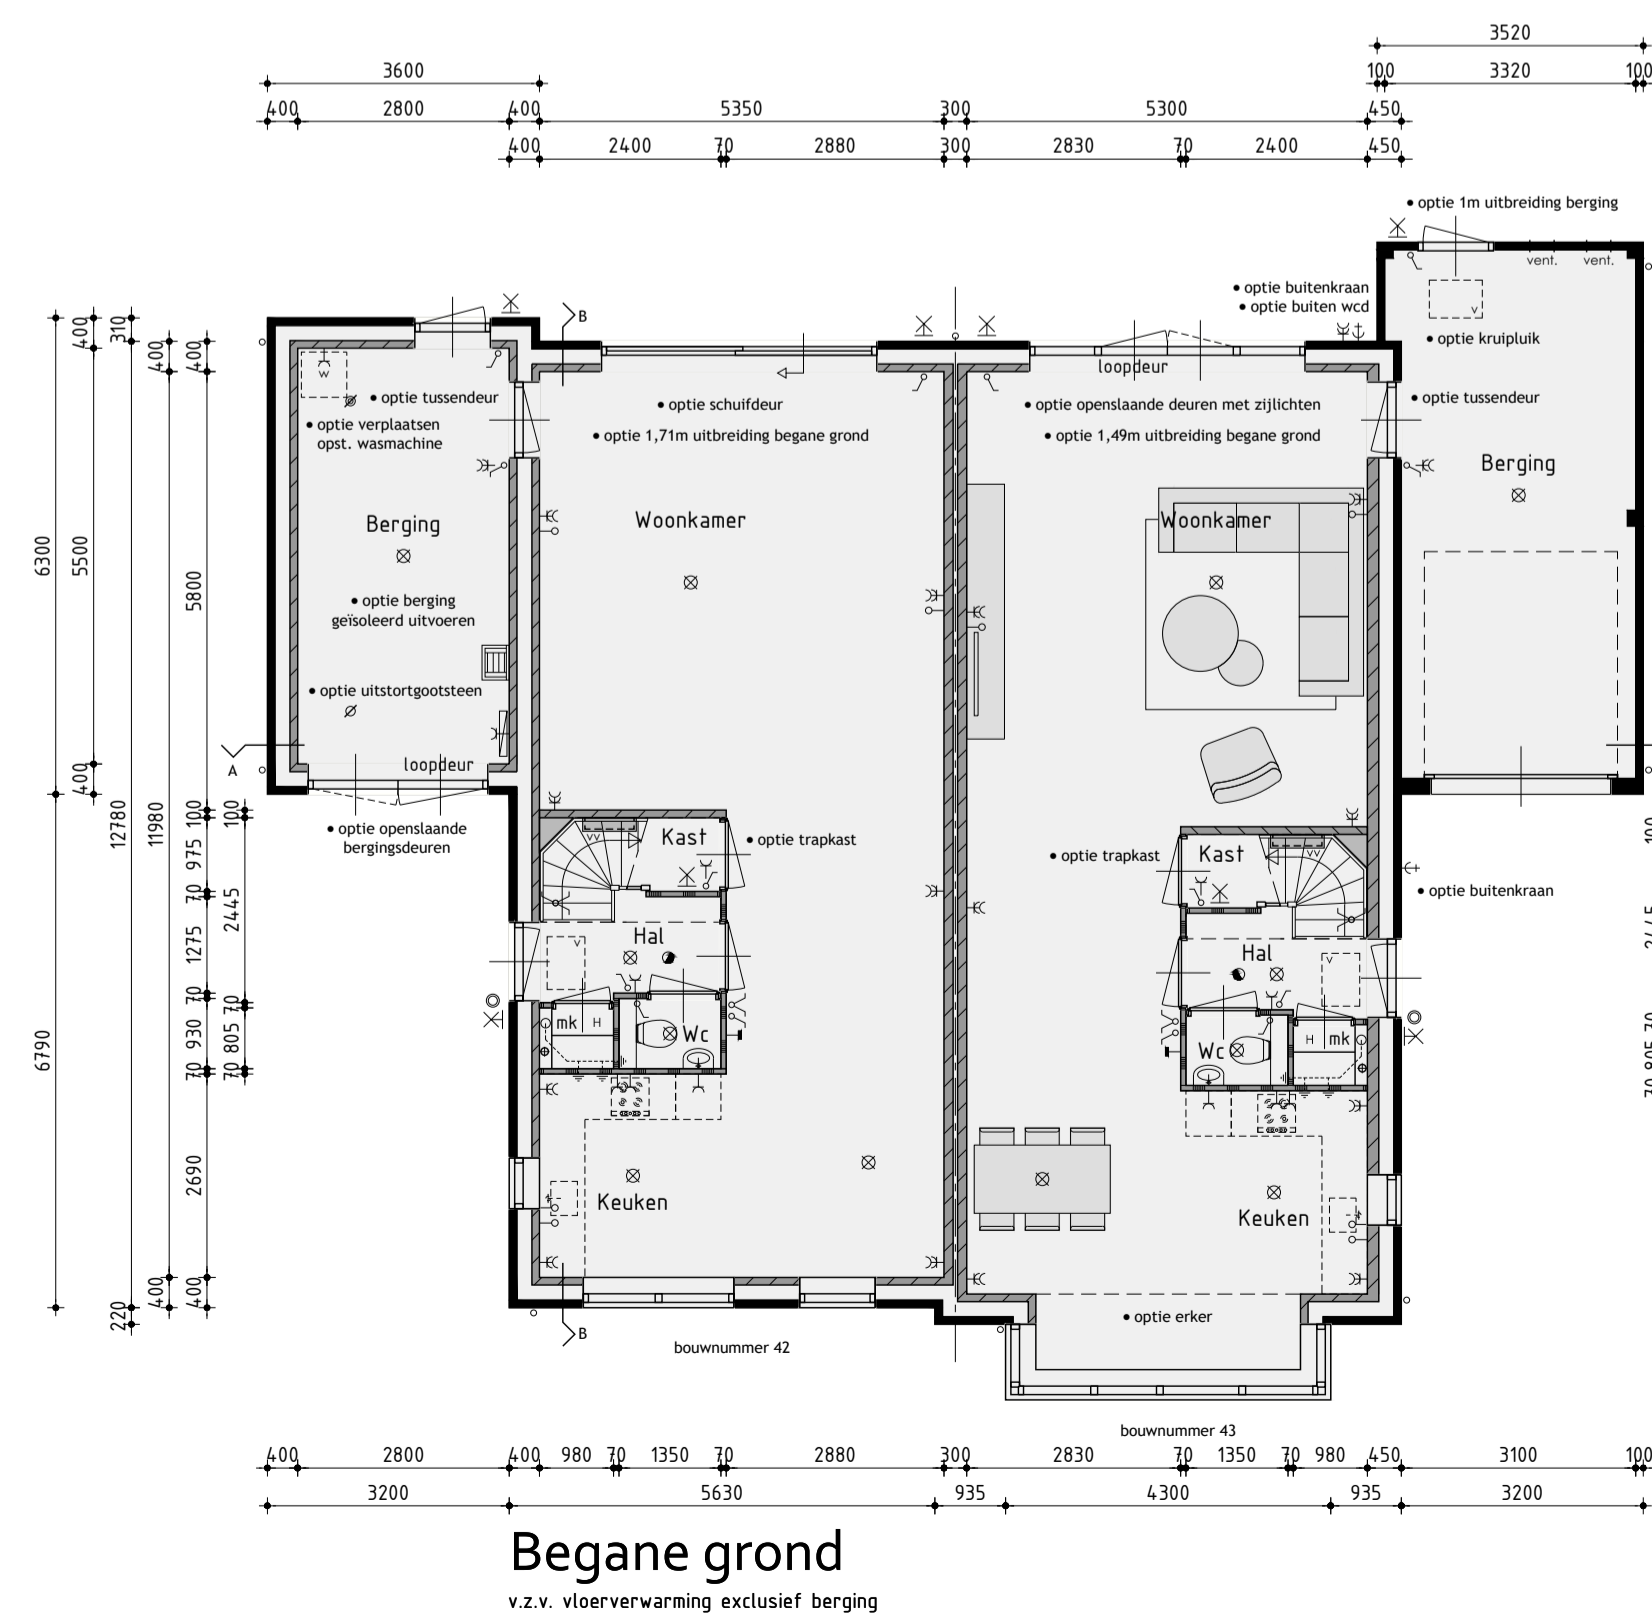 3520
3600
100 3320 100
400 2800 400 5350 300 5300 450
400 2400 70 2880 300 2830 70 2400 450
• optie 1m uitbreiding berging
vent. vent.
• optie buitenkraan
• optie buiten wcd
B
• optie kruipluik
loopdeur
w
v
• optie tussendeur
• optie schuifdeur
• optie openslaande deuren met zijlichten
• optie tussendeur
• optie verplaatsen
opst. wasmachine
• optie 1,71m uitbreiding begane grond
• optie 1,49m uitbreiding begane grond
Berging
Berging
Woonkamer
Woonkamer
• optie berging
geïsoleerd uitvoeren
• optie uitstortgootsteen
loopdeur
A
• optie openslaande
bergingsdeuren
Kast
• optie trapkast
• optie trapkast
Kast
vv
vv
• optie buitenkraan
Hal
Hal
v
v
mk H
Wc
Wc
H mk
Keuken
Keuken
• optie erker
B
bouwnummer 42
bouwnummer 43
6300
6790
400
5500
400
310
12780
220
400
11980
400
400
5800
100
975
70
1275
70
930
70
2690
400
100
2445
70
805
70
100
70 805 70
400 2800 400 980 70 1350 70 2880 300 2830 70 1350 70 980 450 3100 100
3200 5630 935 4300 935 3200
Begane grond
v.z.v. vloerverwarming exclusief berging